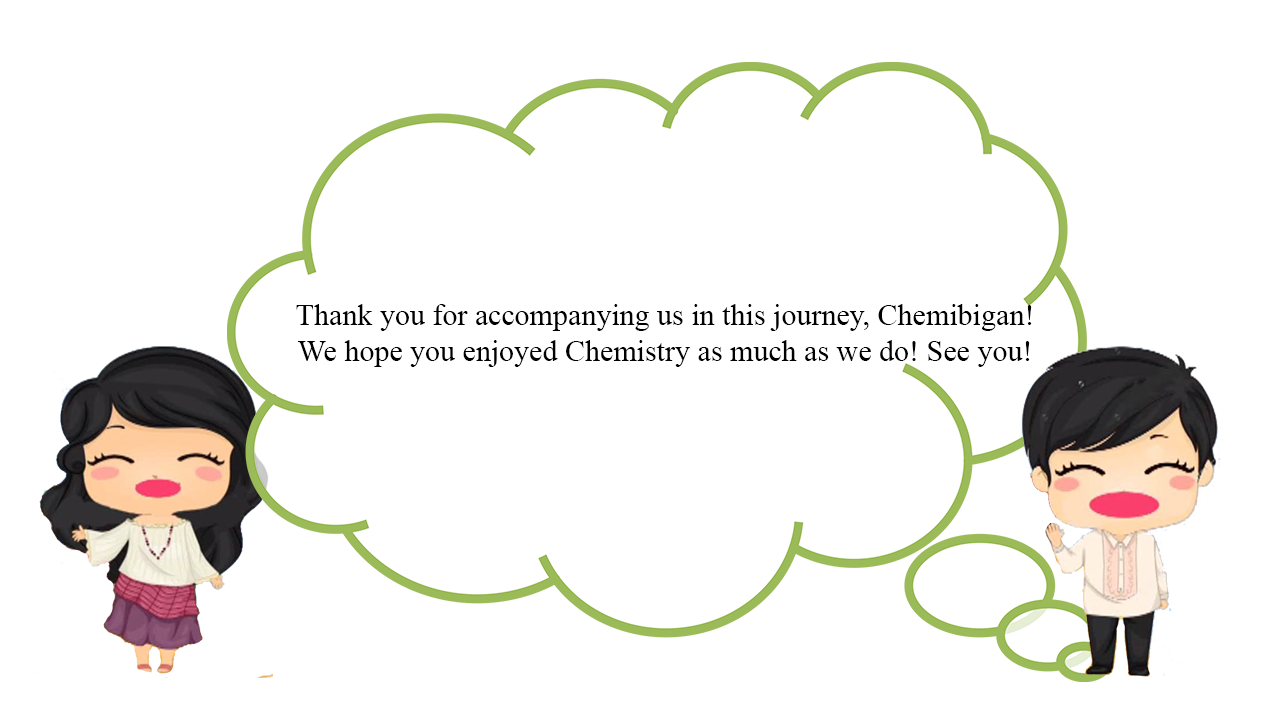 Thank you for accompanying us in this journey, Chemibigan!
We hope you enjoyed Chemistry as much as we do! See you!